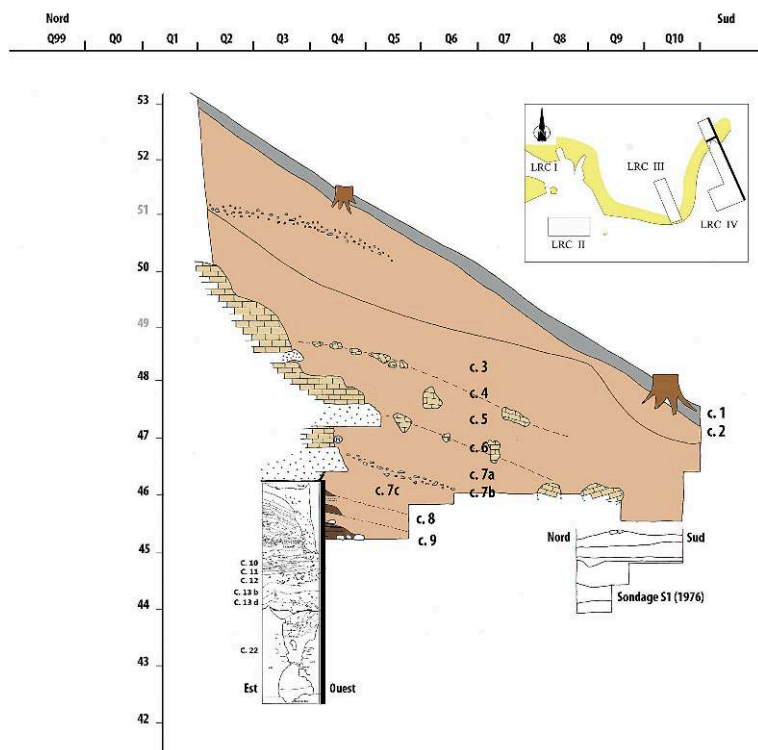 Nord Sud
Q99 Q0 Q1 Q2 Q3 Q4 Q5 Q6 Q7 Q8 Q9 Q10
53
52
51
50
49
48
47
46
45
44
43
42
LRC I
LRC II
LRC III
LRC IV
c. 1
c. 2
c. 3
c. 4
c. 5
c. 6
c. 7a
c. 7b
c. 7c
c. 8
c. 9
C. 10
C. 11
C. 12
C. 13 b
C. 13 d
C. 22
Est Ouest
Nord Sud
Sondage S1 (1976)